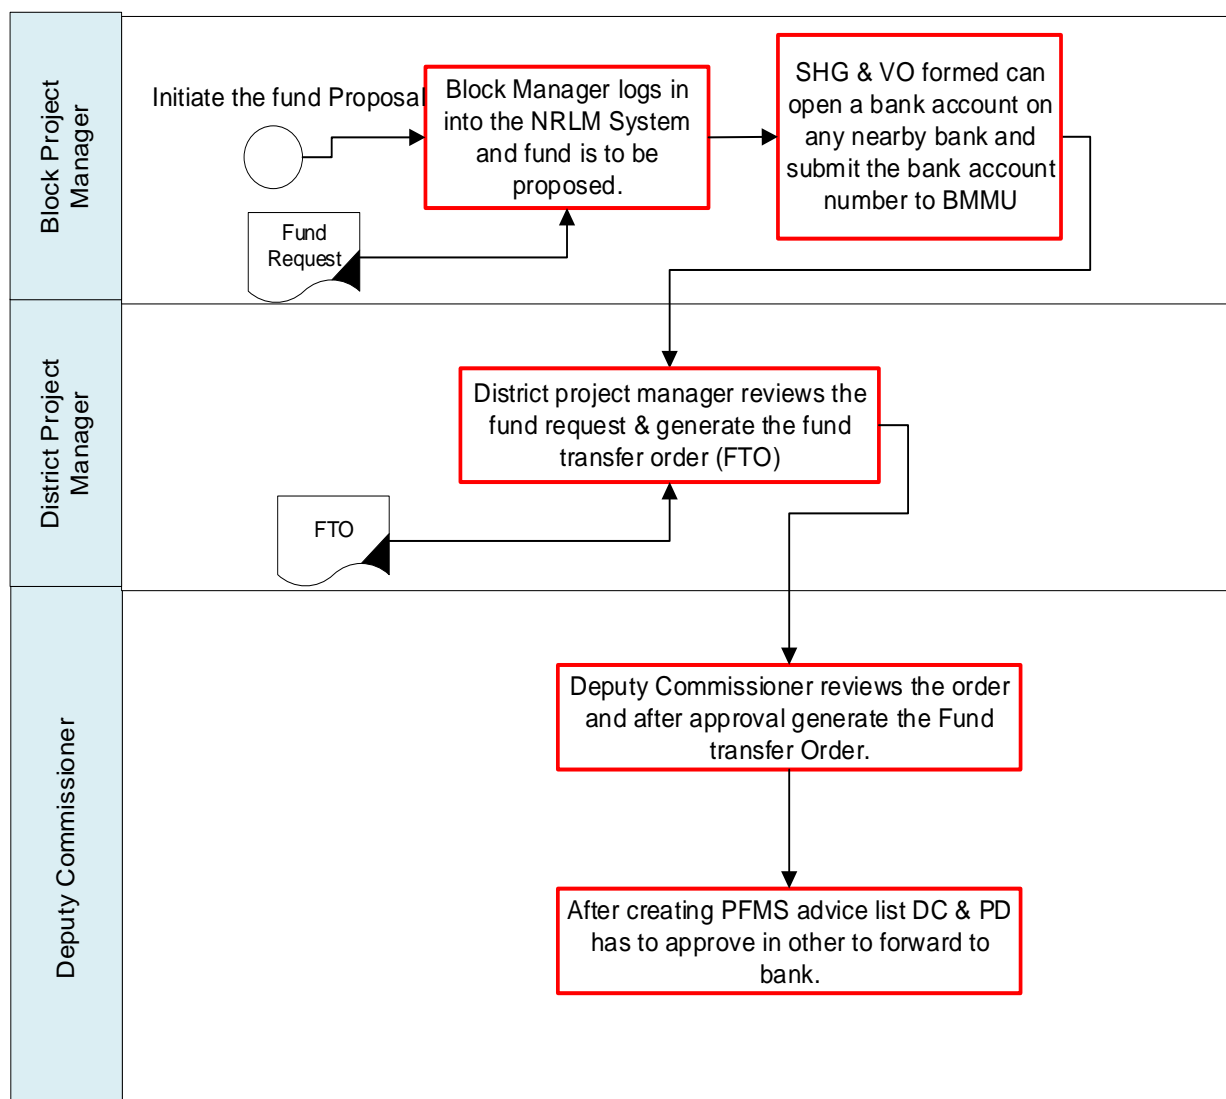 Block Project
Manager
Initiate the fund Proposal
Block Manager logs in
into the NRLM System
and fund is to be
proposed.
SHG & VO formed can
open a bank account on
any nearby bank and
submit the bank account
number to BMMU
Fund
Request
District Project
Manager
District project manager reviews the
fund request & generate the fund
transfer order (FTO)
FTO
Deputy Commissioner
Deputy Commissioner reviews the order
and after approval generate the Fund
transfer Order.
After creating PFMS advice list DC & PD
has to approve in other to forward to
bank.